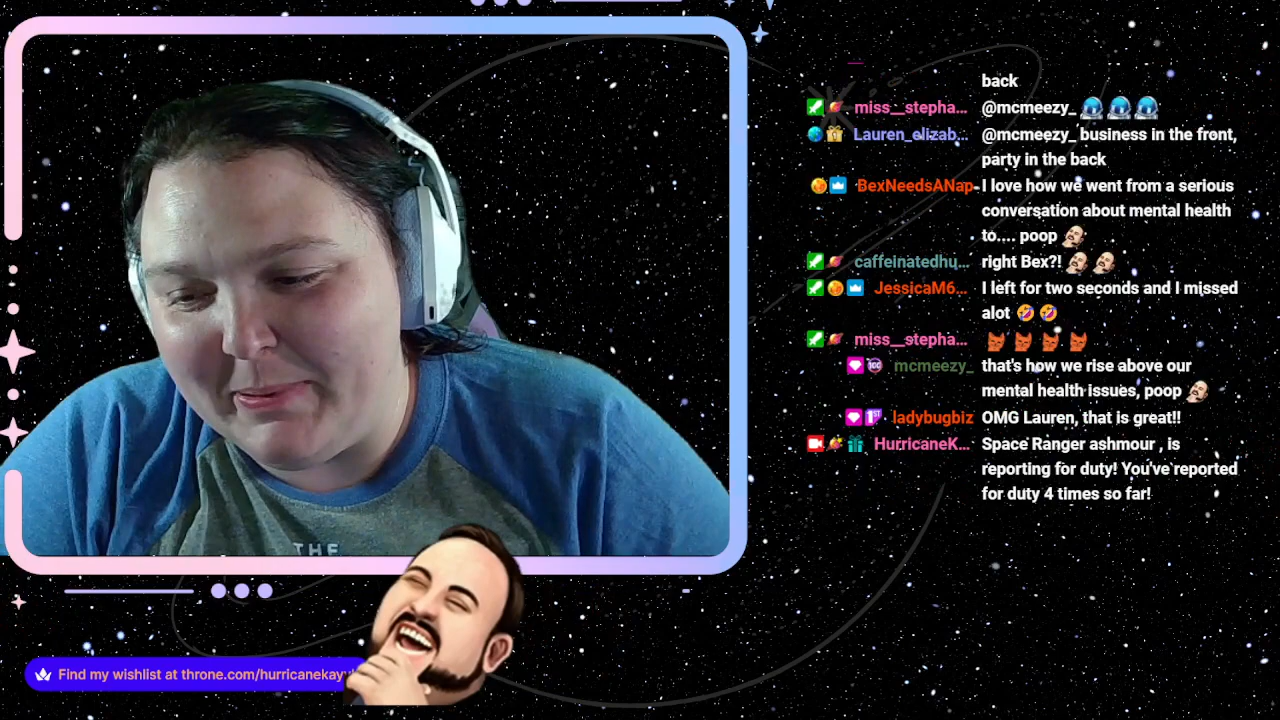 back
miss__stepha... @mcmeezy_
Lauren_elizab... @mcmeezy_ business in the front,
party in the back
BexNeedsANap- I love how we went from a serious
conversation about mental health
to.... poop
caffeinatedhu... right Bex?!
JessicaM6... I left for two seconds and I missed
alot
miss__stepha...
mcmeezy_ that's how we rise above our
mental health issues, poop
ladybugbiz OMG Lauren, that is great!!
HurricaneK... Space Ranger ashmour , is
reporting for duty! You've reported
for duty 4 times so far!
THE
Find my wishlist at throne.com/hurricanekay